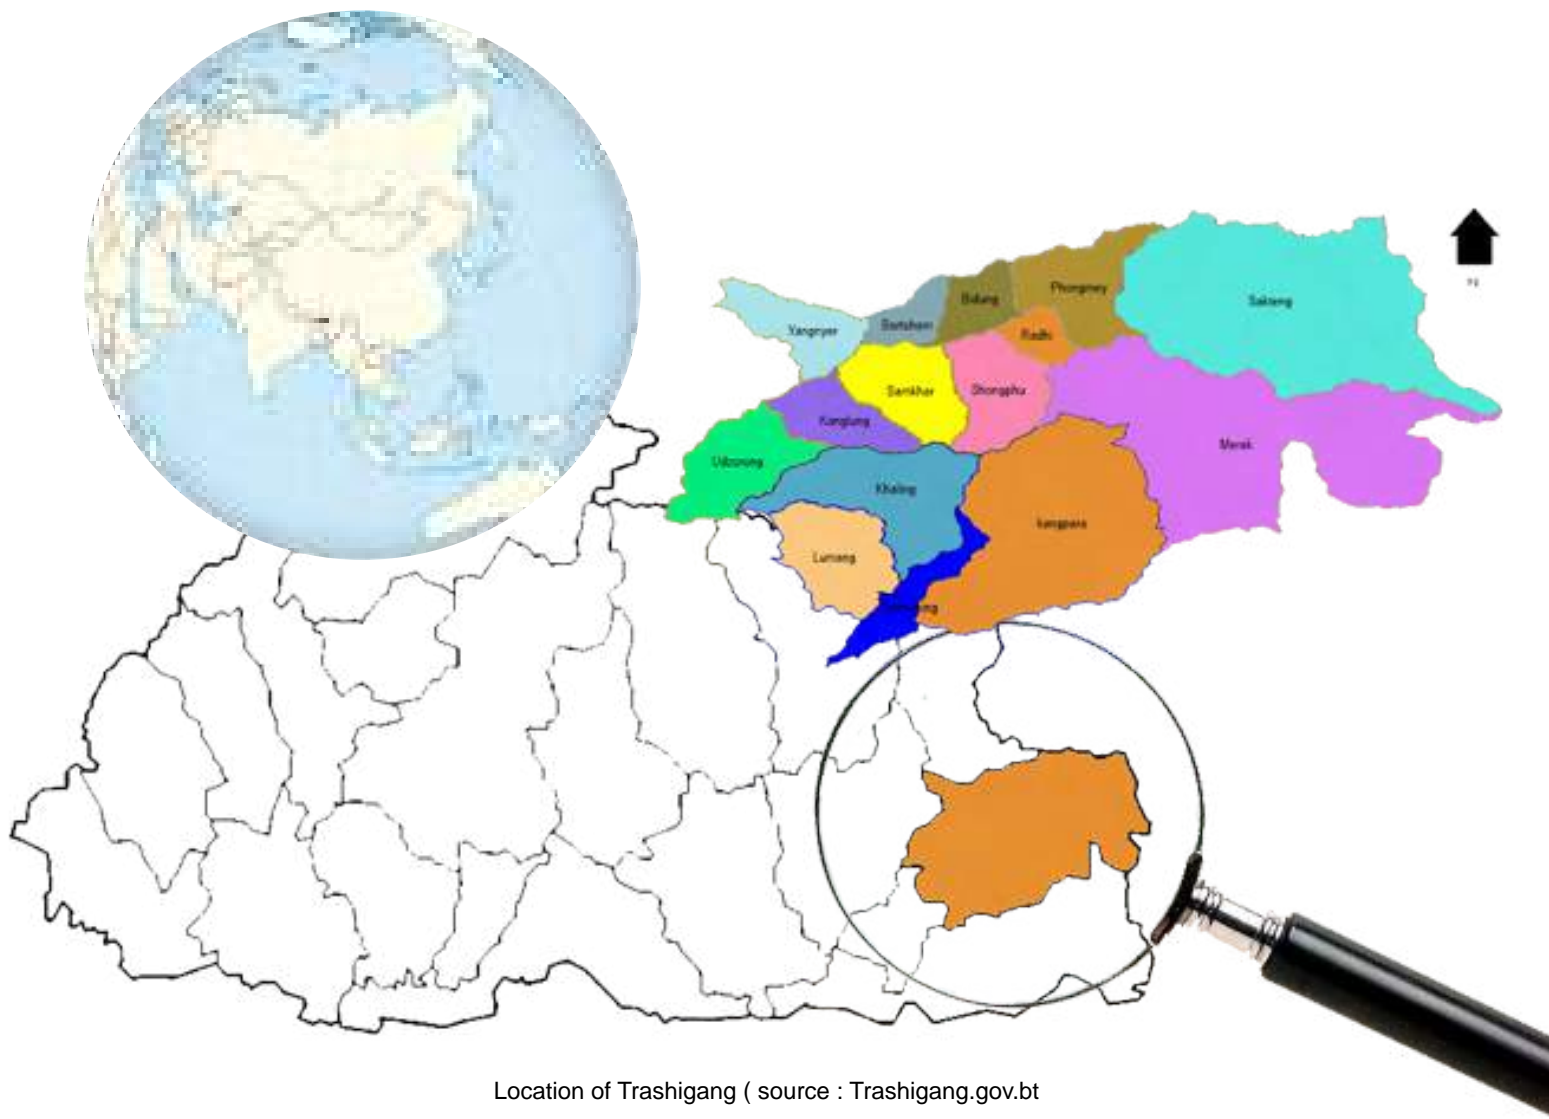 Sakteng
Phongmey
Bidung
Bartsham
Yangnyer
Radhi
Samkhar
Shongphu
Kanglung
Merak
Udzorong
Khaling
kangpara
Lumang
Location of Trashigang ( source : Trashigang.gov.bt